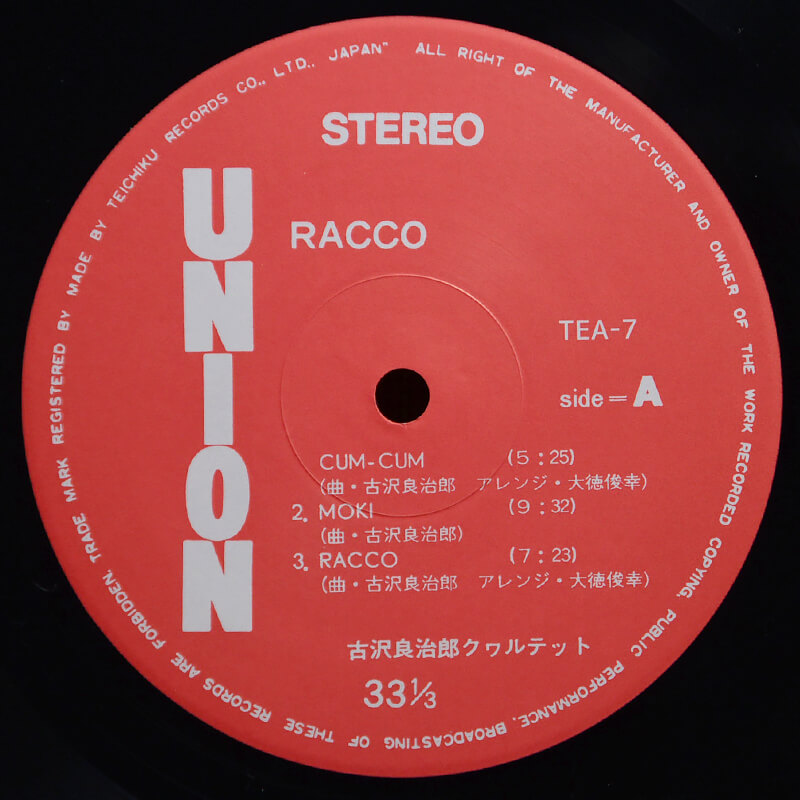 STEREO
UNION
RACCO
TEA-7
side = A
CUM-CUM (5:25)
(曲・古沢良治郎 アレンジ・大徳俊幸)
2. MOKI (9:32)
(曲・古沢良治郎)
3. RACCO (7:23)
(曲・古沢良治郎 アレンジ・大徳俊幸)
古沢良治郎クヮルテット
33⅓
TRADE MARK REGISTERED BY MADE BY TEICHIKU RECORDS CO., LTD., JAPAN" ALL RIGHT OF THE MANUFACTURER AND OWNER OF THE WORK RECORDED COPYING, PUBLIC PERFORMANCE, BROADCASTING OF THESE RECORDS ARE FORBIDDEN,